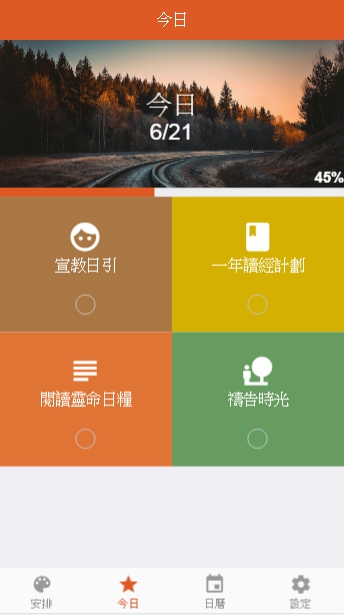 今日
今日
6/21
45%
宣教日引
一年讀經計劃
閱讀靈命日糧
禱告時光
安排
今日
日曆
設定